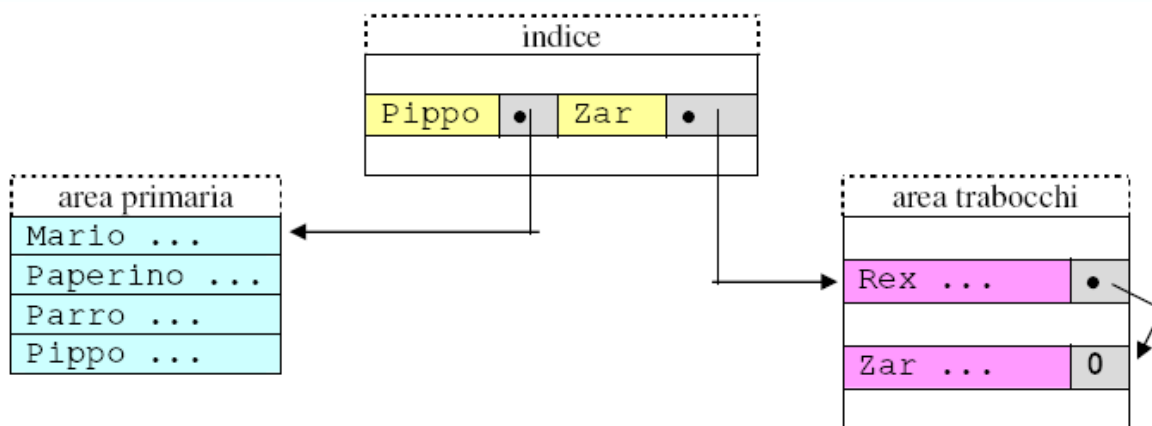 indice
Pippo Zar
area primaria
Mario ...
Paperino ...
Parro ...
Pippo ...
area trabocchi
Rex ...
Zar ... 0